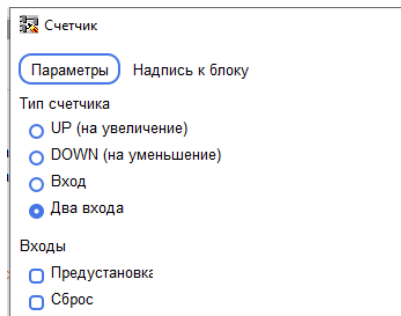 Счетчик
Параметры Надпись к блоку
Тип счетчика
UP (на увеличение)
DOWN (на уменьшение)
Вход
Два входа
Входы
Предустановка
Сброс